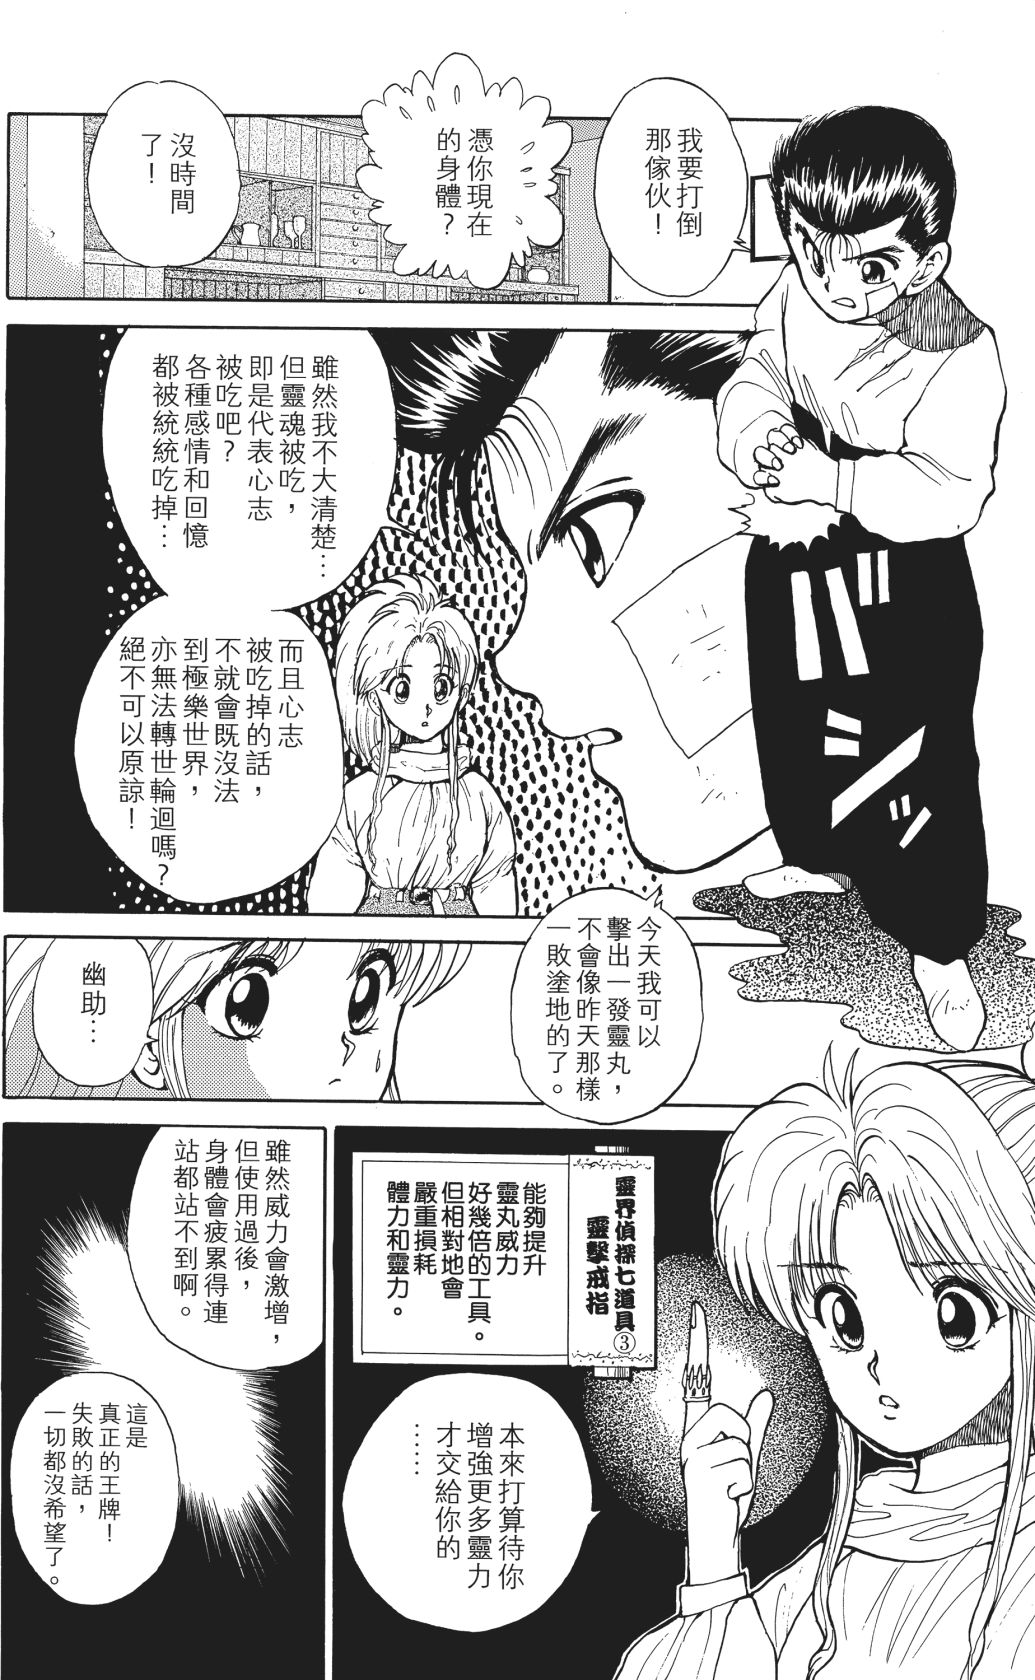 我要打倒
那傢伙！
憑你現在
的身體？
沒時間
了！
雖然我不大清楚…
但靈魂被吃，
即是代表心志
被吃吧？
各種感情和回憶
都被統統吃掉…
而且心志
被吃掉的話，
不就會既沒法
到極樂世界，
亦無法轉世輪迴嗎？
絕不可以原諒！
バンッ
今天我可以
擊出一發靈丸，
不會像昨天那樣
一敗塗地的了。
幽助…
靈界偵探七道具③
靈擊戒指
能夠提升
靈丸威力
好幾倍的工具。
但相對地會
嚴重損耗
體力和靈力。
本來打算待你
增強更多靈力
才交給你的
……
雖然威力會激增，
但使用過後，
身體會疲累得連
站都站不到啊。
這是
真正的王牌！
失敗的話，
一切都沒希望了。